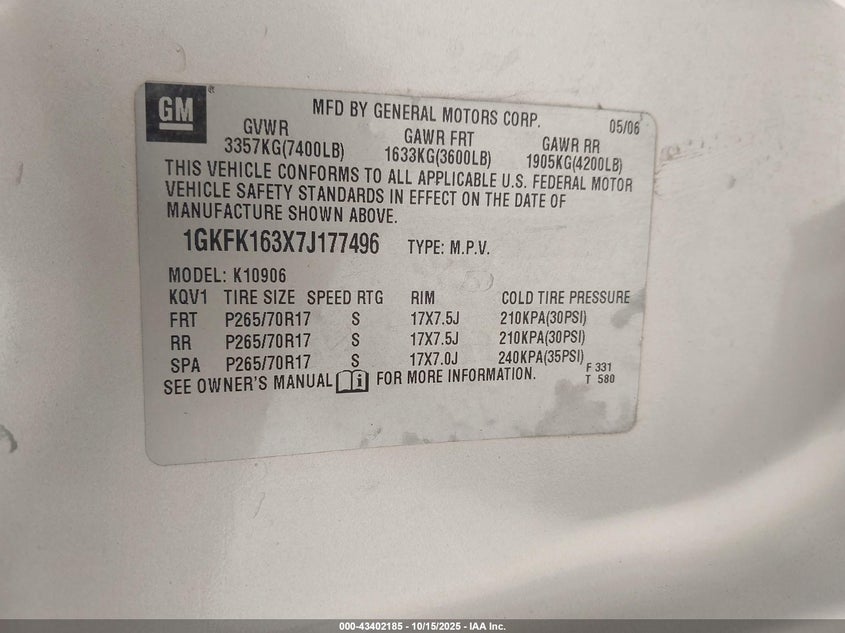 GM®
MFD BY GENERAL MOTORS CORP. 05/06
GVWR GAWR FRT GAWR RR
3357KG(7400LB) 1633KG(3600LB) 1905KG(4200LB)
THIS VEHICLE CONFORMS TO ALL APPLICABLE U.S. FEDERAL MOTOR
VEHICLE SAFETY STANDARDS IN EFFECT ON THE DATE OF
MANUFACTURE SHOWN ABOVE.
1GKFK163X7J177496 TYPE: M.P.V.
MODEL: K10906
KQV1 TIRE SIZE SPEED RTG RIM COLD TIRE PRESSURE
FRT P265/70R17 S 17X7.5J 210KPA(30PSI)
RR P265/70R17 S 17X7.5J 210KPA(30PSI)
SPA P265/70R17 S 17X7.0J 240KPA(35PSI)
SEE OWNER'S MANUAL FOR MORE INFORMATION.
F 331
T 580
000-43402185 - 10/15/2025 - IAA Inc.